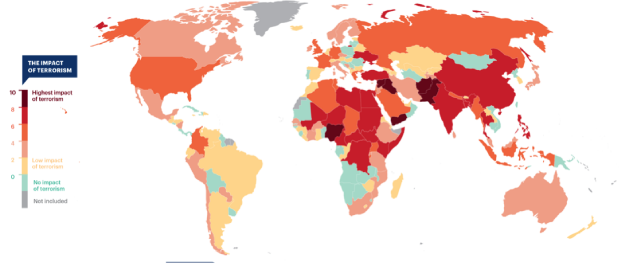 THE IMPACT
OF TERRORISM
10
Highest impact
of terrorism
8
6
4
2
Low impact
of terrorism
0
No impact
of terrorism
Not included